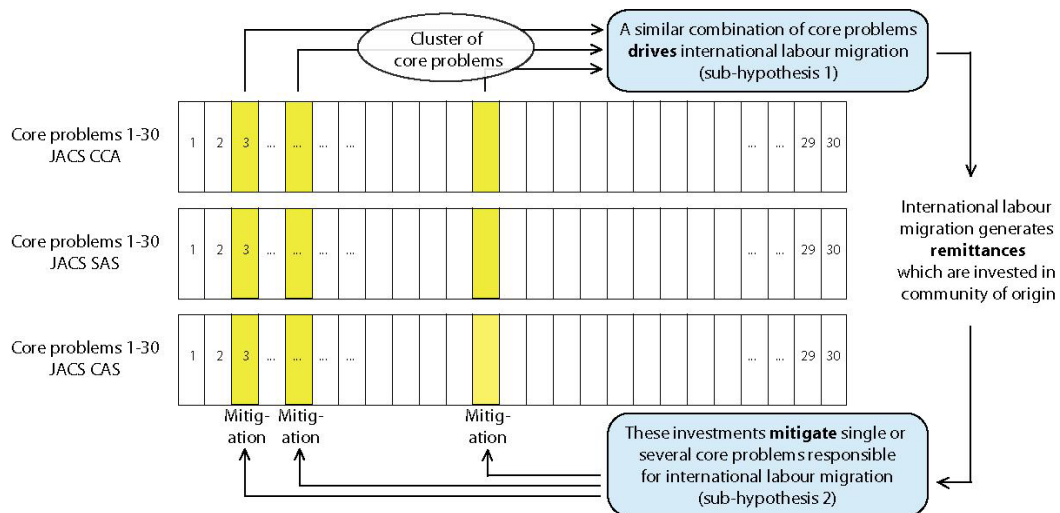 Cluster of
core problems
A similar combination of core problems
drives international labour migration
(sub-hypothesis 1)
Core problems 1-30
JACS CCA
1 2 3 ... ... ... ... ... ... 29 30
Core problems 1-30
JACS SAS
1 2 3 ... ... ... ... ... ... 29 30
International labour
migration generates
remittances
which are invested in
community of origin
Core problems 1-30
JACS CAS
1 2 3 ... ... ... ... ... ... 29 30
Mitig-
ation
Mitig-
ation
Mitig-
ation
These investments mitigate single or
several core problems responsible
for international labour migration
(sub-hypothesis 2)